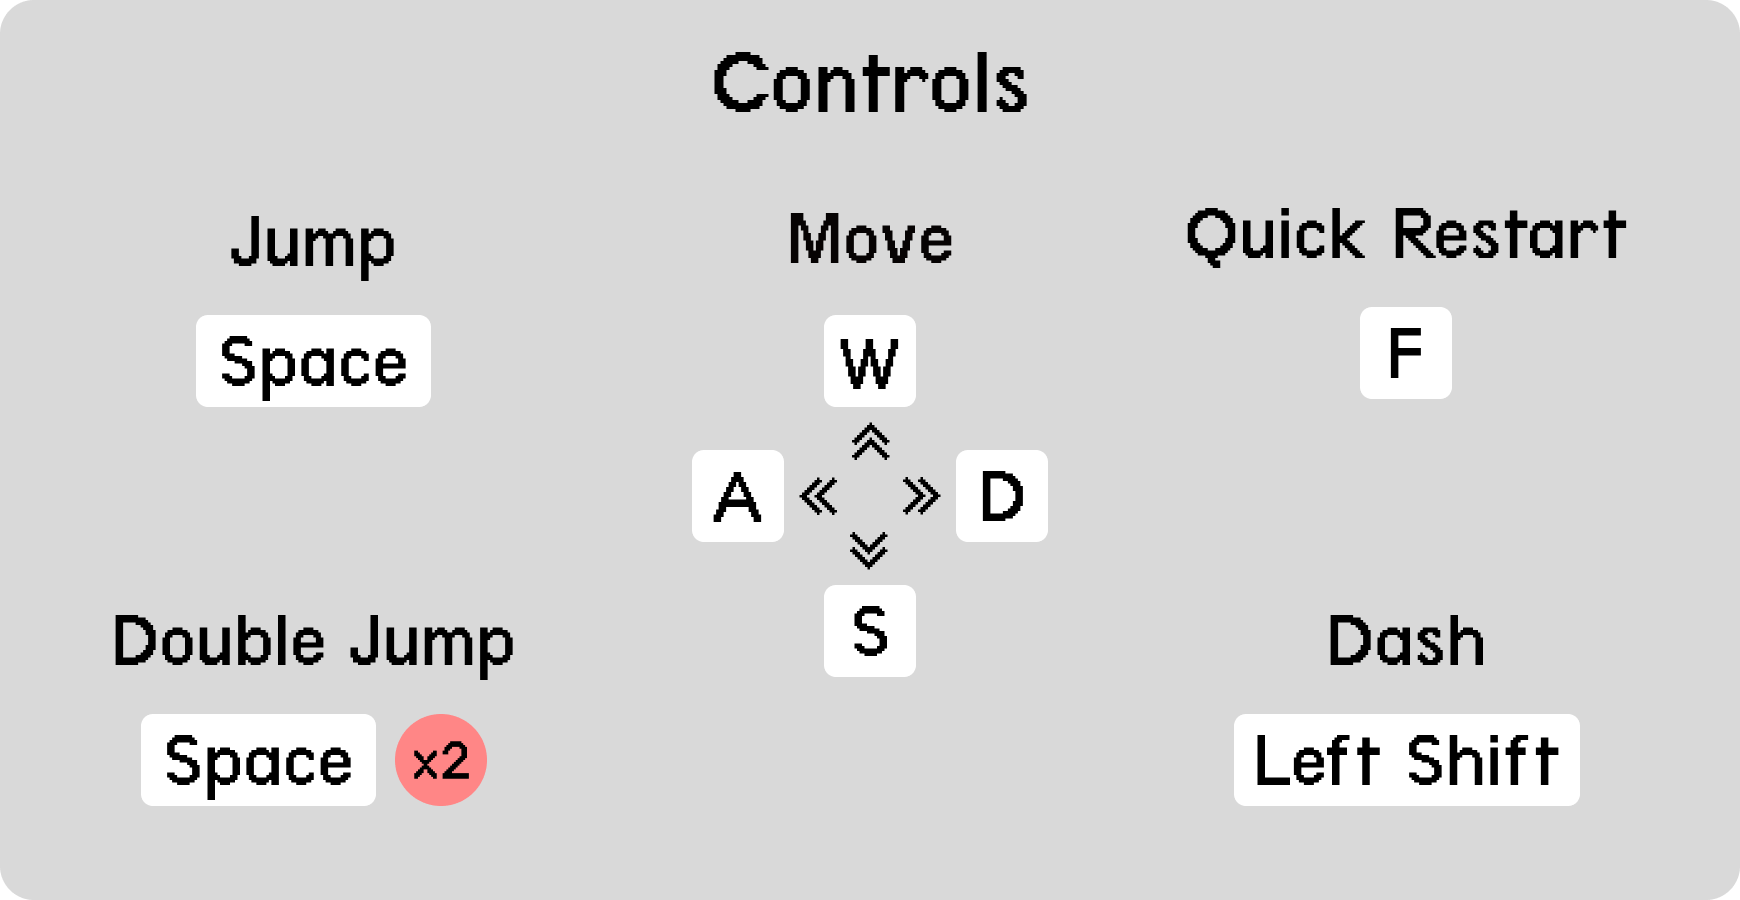 Controls
Jump
Space
Move
W
A
D
S
Quick Restart
F
Double Jump
Space x2
Dash
Left Shift